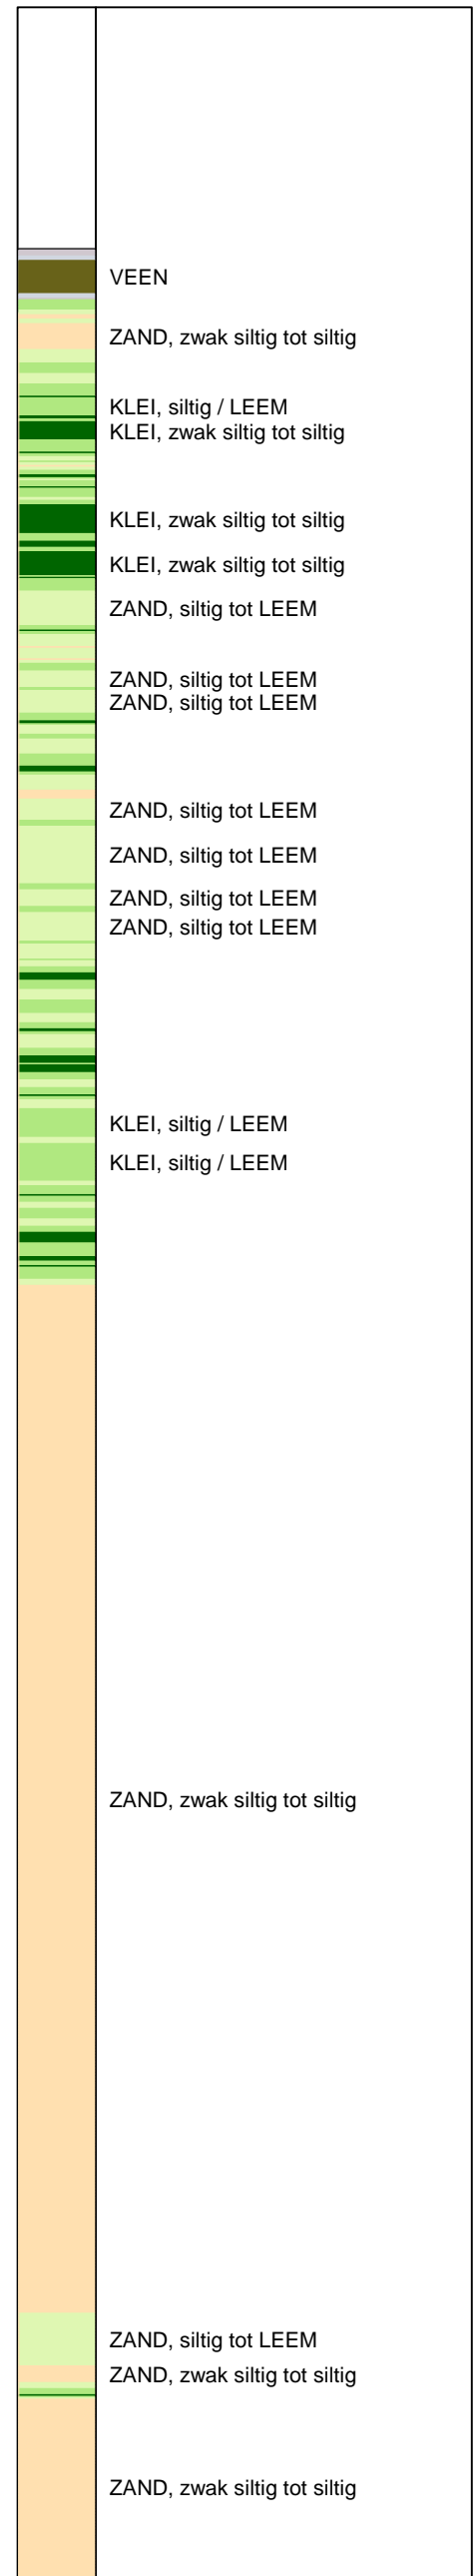 VEEN
ZAND, zwak siltig tot siltig
KLEI, siltig / LEEM
KLEI, zwak siltig tot siltig
KLEI, zwak siltig tot siltig
KLEI, zwak siltig tot siltig
ZAND, siltig tot LEEM
ZAND, siltig tot LEEM
ZAND, siltig tot LEEM
ZAND, siltig tot LEEM
ZAND, siltig tot LEEM
ZAND, siltig tot LEEM
ZAND, siltig tot LEEM
KLEI, siltig / LEEM
KLEI, siltig / LEEM
ZAND, zwak siltig tot siltig
ZAND, siltig tot LEEM
ZAND, zwak siltig tot siltig
ZAND, zwak siltig tot siltig